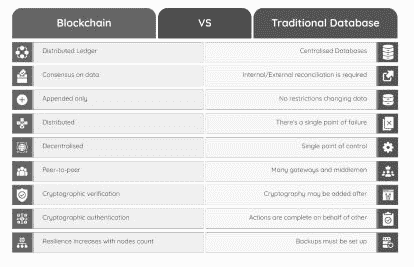 Blockchain VS Traditional Database
Distributed Ledger Centralised Databases
Consensus on data Internal/External reconciliation is required
Appended only No restrictions changing data
Distributed There's a single point of failure
Decentralised Single point of control
Peer-to-peer Many gateways and middlemen
Cryptographic verification Cryptography may be added after
Cryptographic authentication Actions are complete on behalf of other
Resilience increases with nodes count Backups must be set up